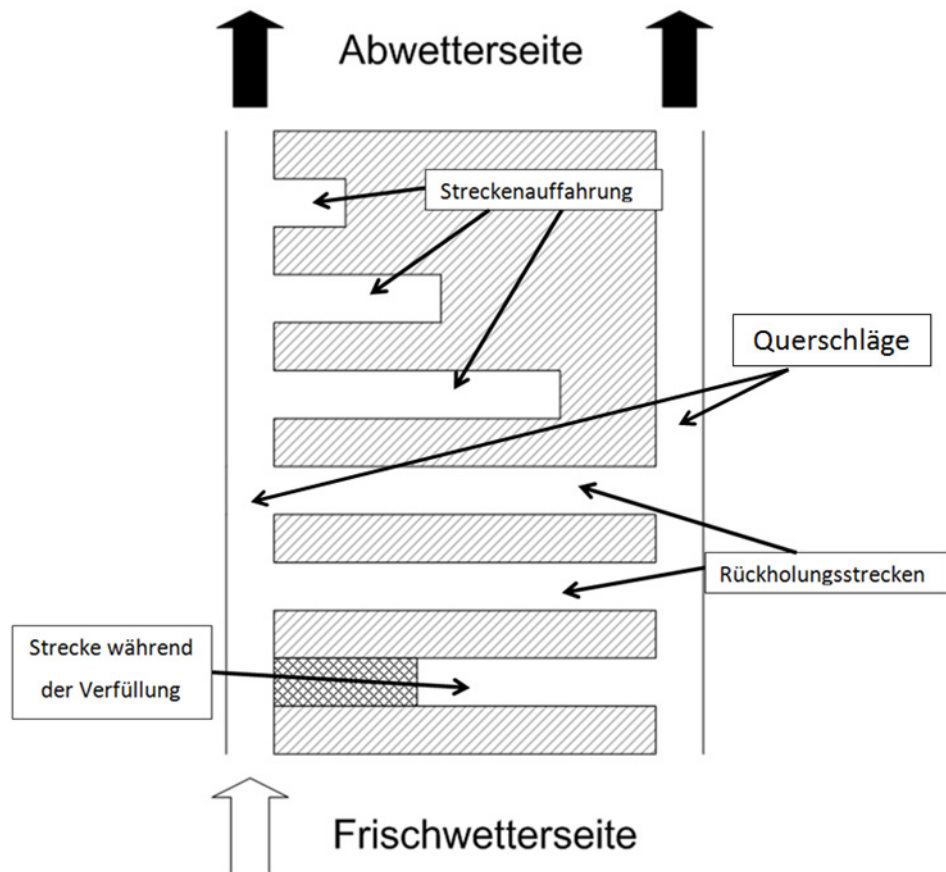 Abwetterseite
Streckenauffahrung
Querschläge
Rückholungsstrecken
Strecke während
der Verfüllung
Frischwetterseite